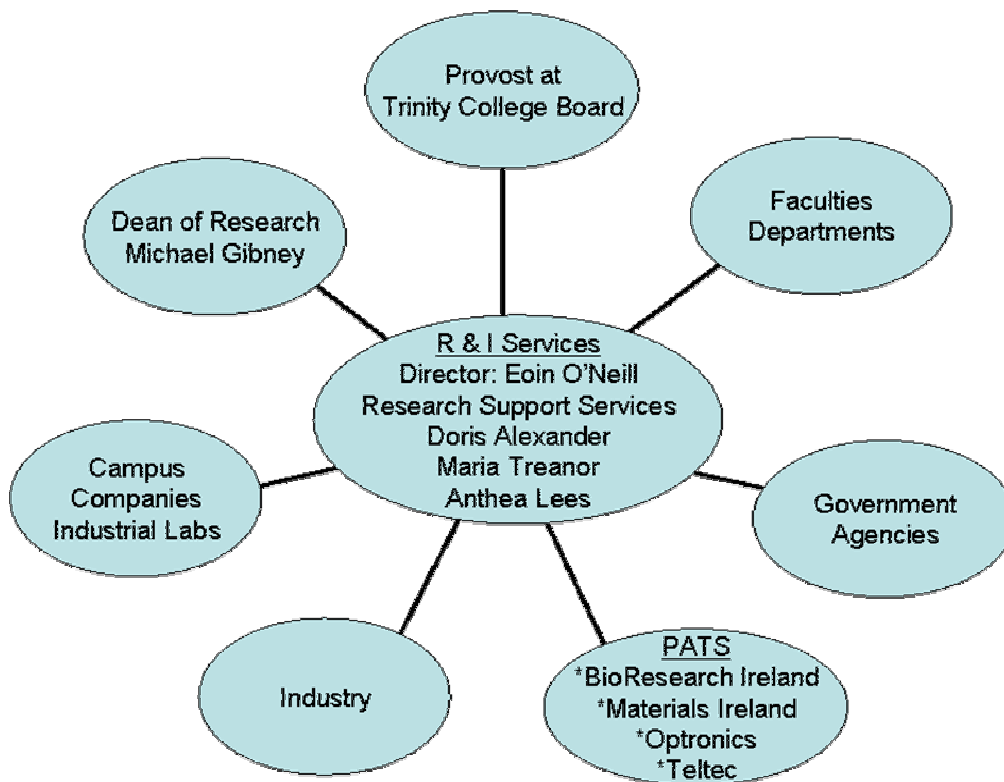 Provost at
Trinity College Board
Dean of Research
Michael Gibney
Faculties
Departments
R & I Services
Director: Eoin O'Neill
Research Support Services
Doris Alexander
Maria Treanor
Anthea Lees
Campus
Companies
Industrial Labs
Government
Agencies
Industry
PATS
*BioResearch Ireland
*Materials Ireland
*Optronics
*Teltec